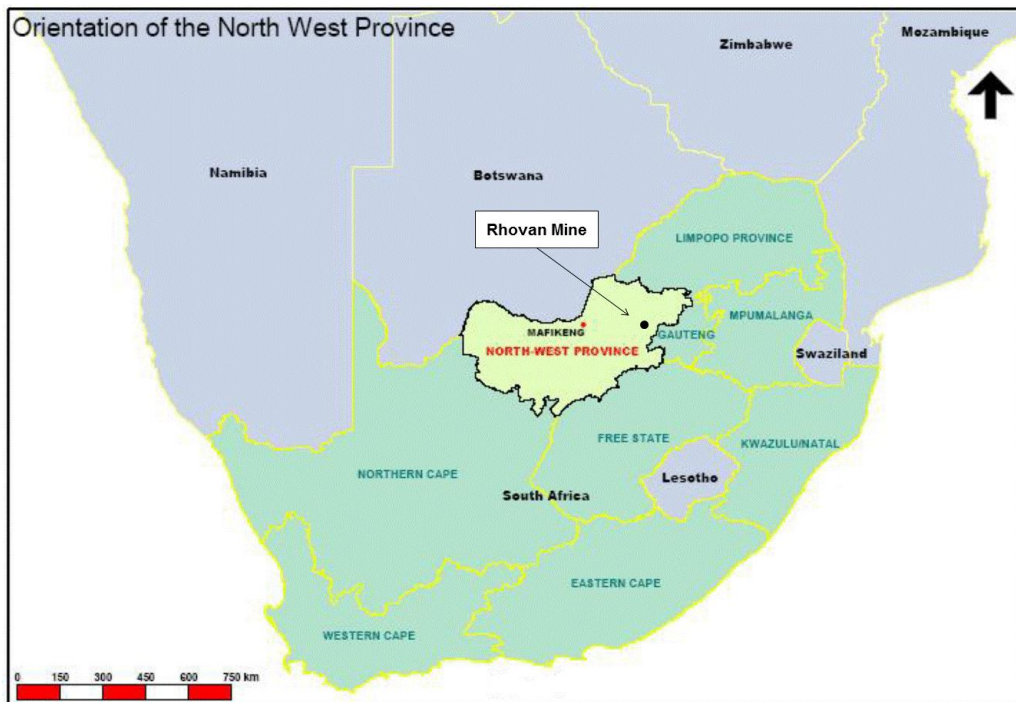 Orientation of the North West Province
Mozambique
Zimbabwe
Namibia
Botswana
Rhovan Mine
LIMPOPO PROVINCE
MPUMALANGA
MAFIKENG
GAUTENG
NORTH-WEST PROVINCE
Swaziland
FREE STATE
KWAZULU/NATAL
NORTHERN CAPE
Lesotho
South Africa
EASTERN CAPE
WESTERN CAPE
0 150 300 450 600 750 km